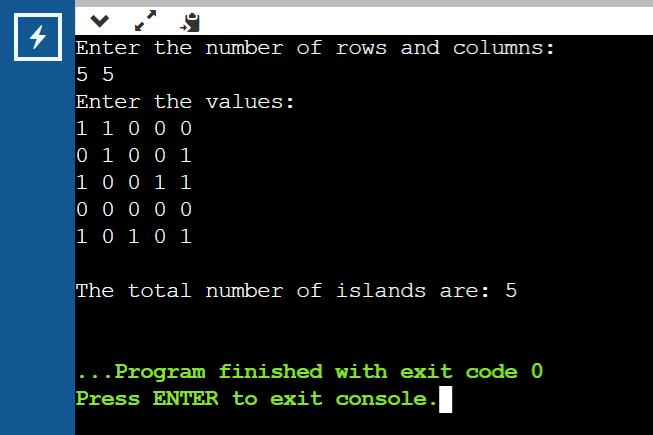 Enter the number of rows and columns:
5 5
Enter the values:
1 1 0 0 0
0 1 0 0 1
1 0 0 1 1
0 0 0 0 0
1 0 1 0 1
The total number of islands are: 5
...Program finished with exit code 0
Press ENTER to exit console.